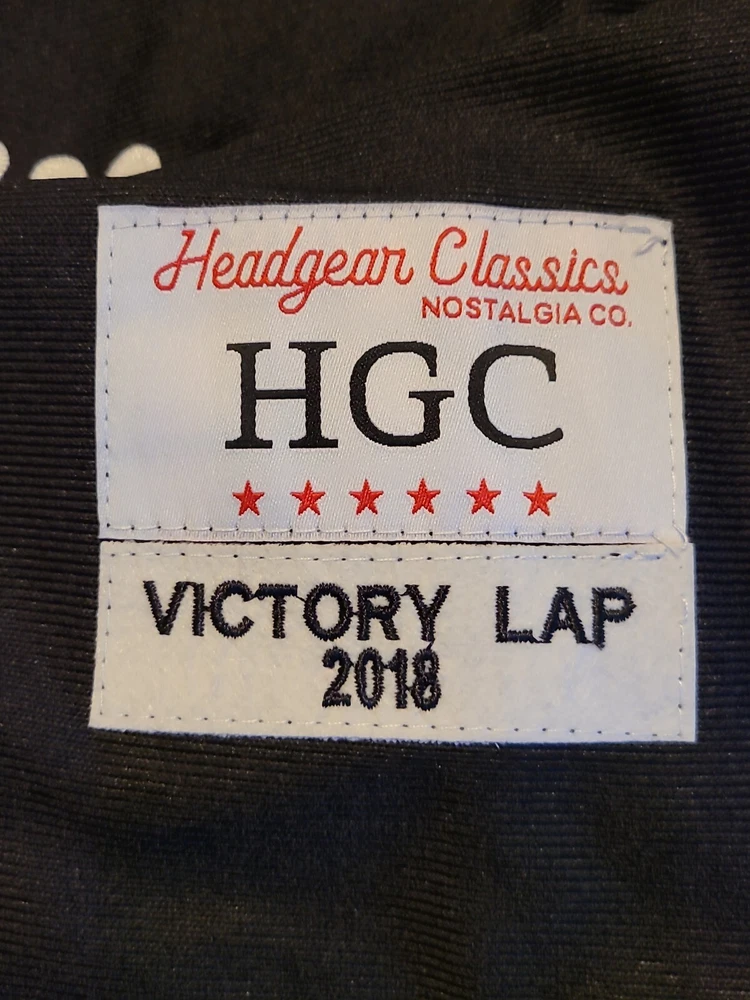 Headgear Classics
NOSTALGIA CO.
HGC
VICTORY LAP
2018